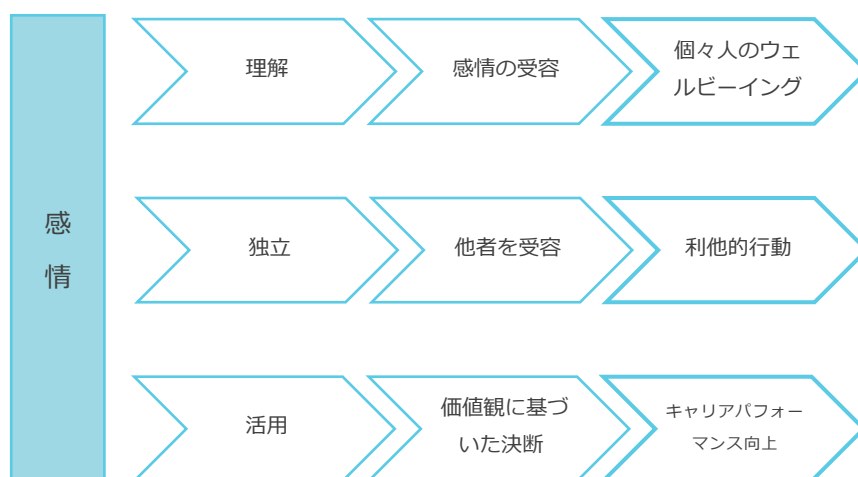 感
情
理解
感情の受容
個々人のウェ
ルビーイング
独立
他者を受容
利他的行動
活用
価値観に基づ
いた決断
キャリアパフォー
マンス向上